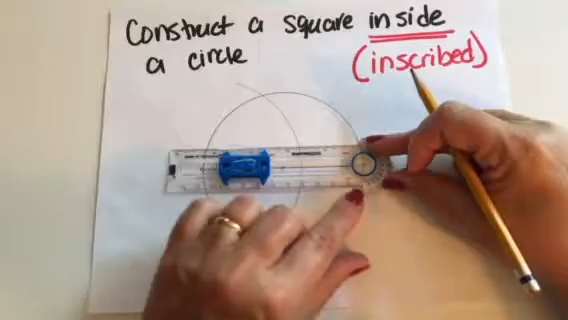 Construct a square inside
a circle (inscribed)